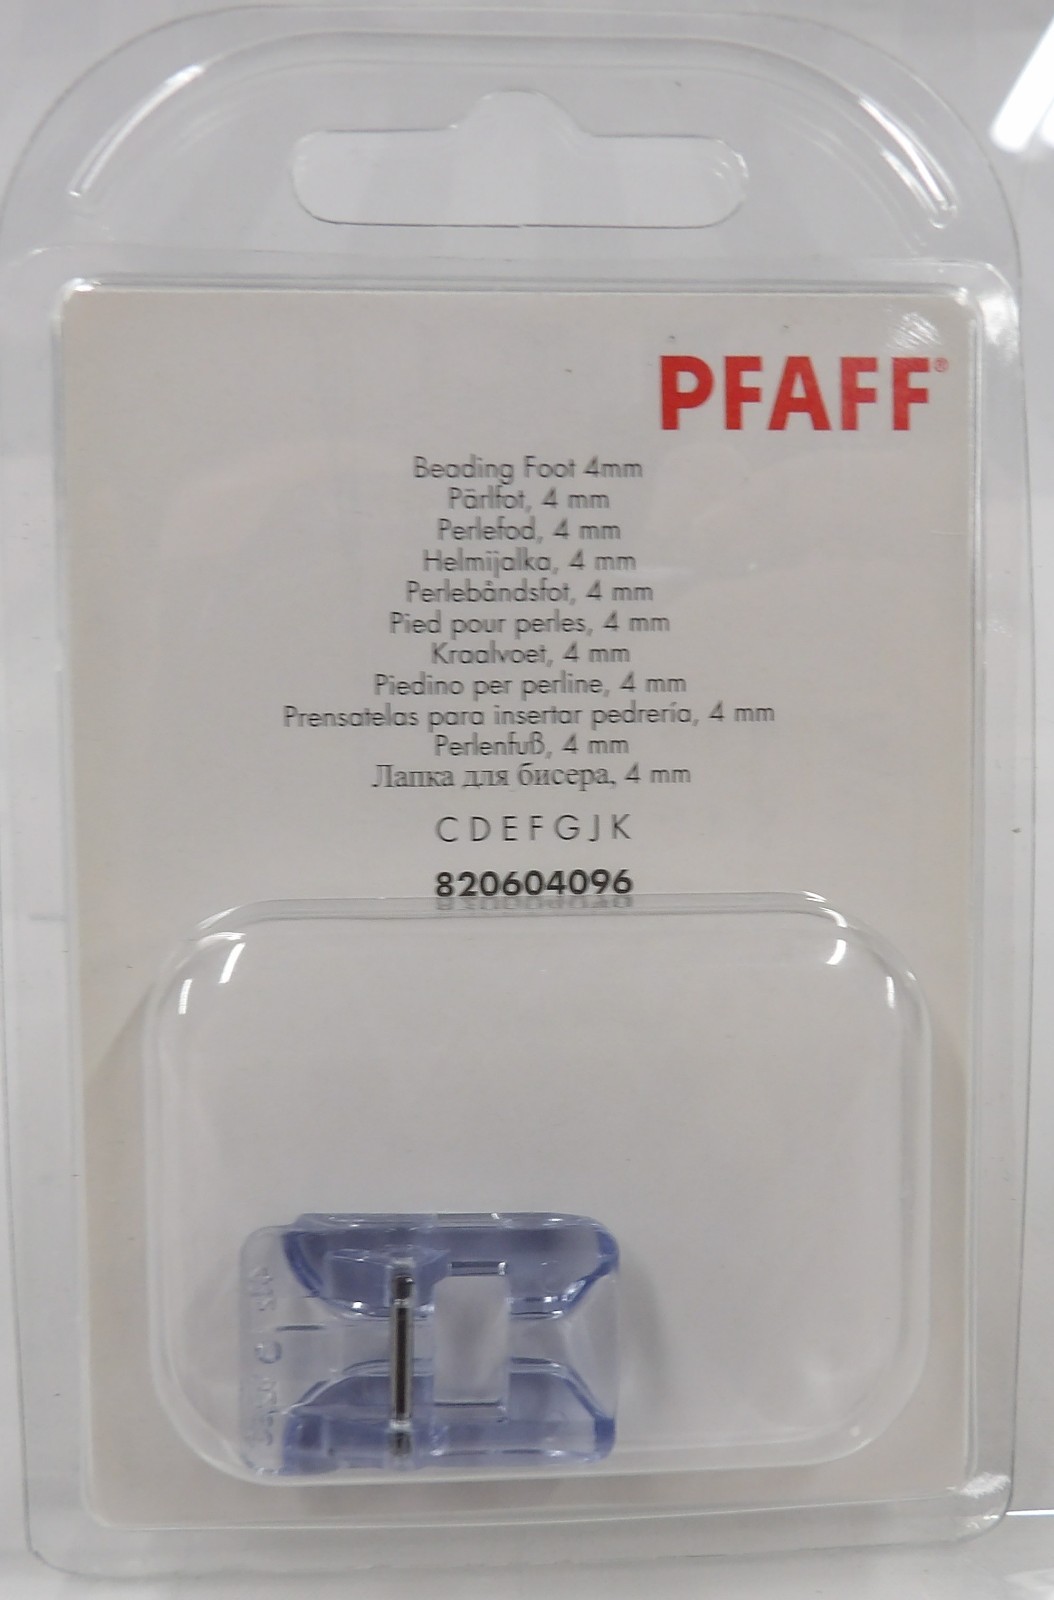 PFAFF®
Beading Foot 4mm
Pärlfot, 4 mm
Perlefod, 4 mm
Helmijalka, 4 mm
Perlebåndsfot, 4 mm
Pied pour perles, 4 mm
Kraalvoet, 4 mm
Piedino per perline, 4 mm
Prensatelas para insertar pedrería, 4 mm
Perlenfuß, 4 mm
Лапка для бисера, 4 mm
C D E F G J K
820604096